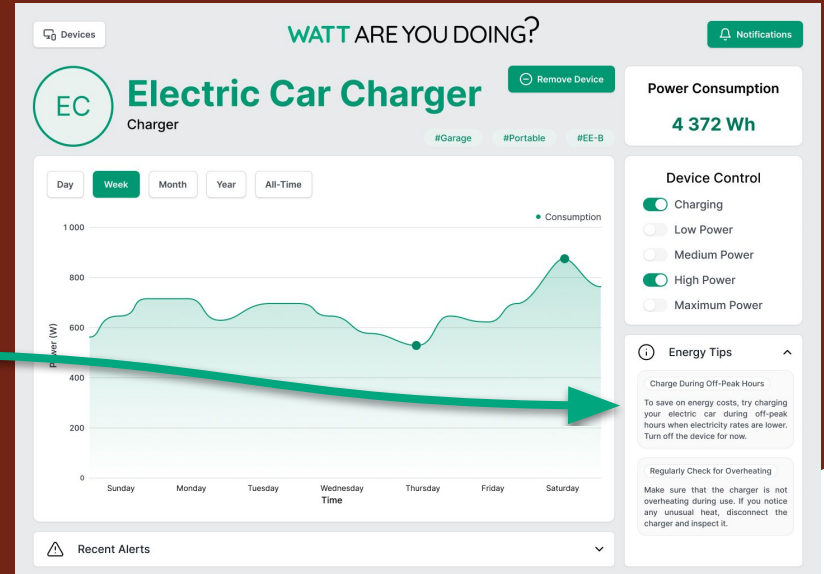 Devices
WATT ARE YOU DOING?
Notifications
EC
Electric Car Charger
Charger
Remove Device
#Garage #Portable #EE-B
Power Consumption
4 372 Wh
Day Week Month Year All-Time
Consumption
1 000
800
600
400
200
0
Power (W)
Sunday Monday Tuesday Wednesday Thursday Friday Saturday
Time
Device Control
Charging
Low Power
Medium Power
High Power
Maximum Power
Energy Tips
Charge During Off-Peak Hours
To save on energy costs, try charging
your electric car during off-peak
hours when electricity rates are lower.
Turn off the device for now.
Regularly Check for Overheating
Make sure that the charger is not
overheating during use. If you notice
any unusual heat, disconnect the
charger and inspect it.
Recent Alerts